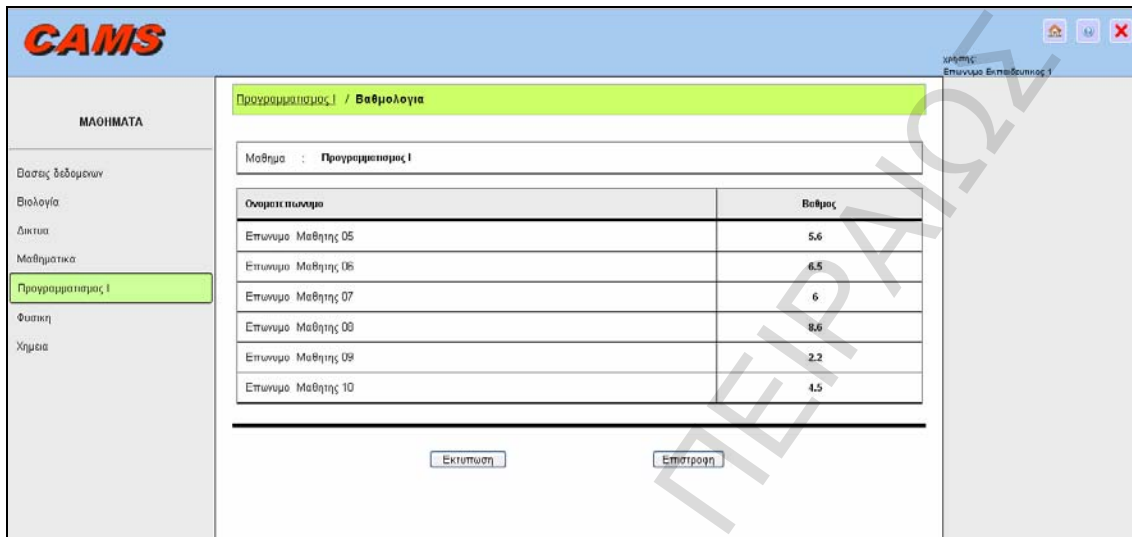 CAMS
χρήστης:
Επωνυμο Εκπαιδευτικος 1
ΜΑΘΗΜΑΤΑ
Βασεις δεδομενων
Βιολογία
Δικτυα
Μαθηματικα
Προγραμματισμος Ι
Φυσικη
Χημεια
Προγραμματισμος Ι / Βαθμολογια
Μαθημα : Προγραμματισμος Ι
Ονοματεπωνυμο Βαθμος
Επωνυμο Μαθητης 05 5.6
Επωνυμο Μαθητης 06 6.5
Επωνυμο Μαθητης 07 6
Επωνυμο Μαθητης 08 8.6
Επωνυμο Μαθητης 09 2.2
Επωνυμο Μαθητης 10 4.5
Εκτυπωση Επιστροφη
ΠΕΙΡΑΙΩΣ